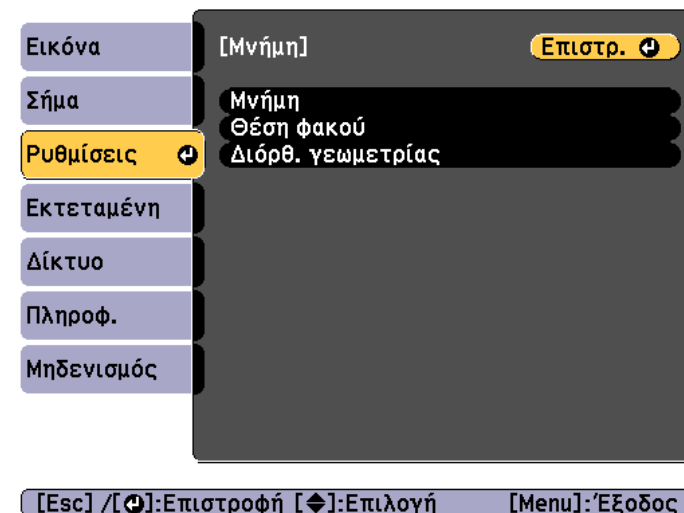 Εικόνα
Σήμα
Ρυθμίσεις
Εκτεταμένη
Δίκτυο
Πληροφ.
Μηδενισμός
[Μνήμη] Επιστρ.
Μνήμη
Θέση φακού
Διόρθ. γεωμετρίας
[Esc] /[ ]:Επιστροφή [ ]:Επιλογή [Menu]:Έξοδος